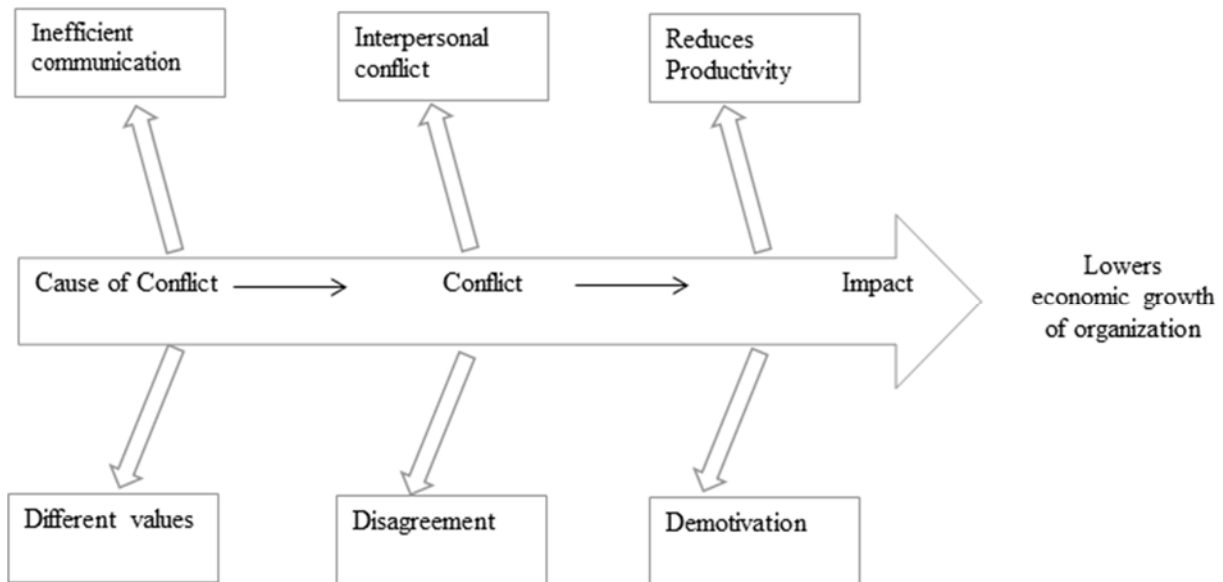 Inefficient
communication
Interpersonal
conflict
Reduces
Productivity
Cause of Conflict
Conflict
Impact
Lowers
economic growth
of organization
Different values
Disagreement
Demotivation